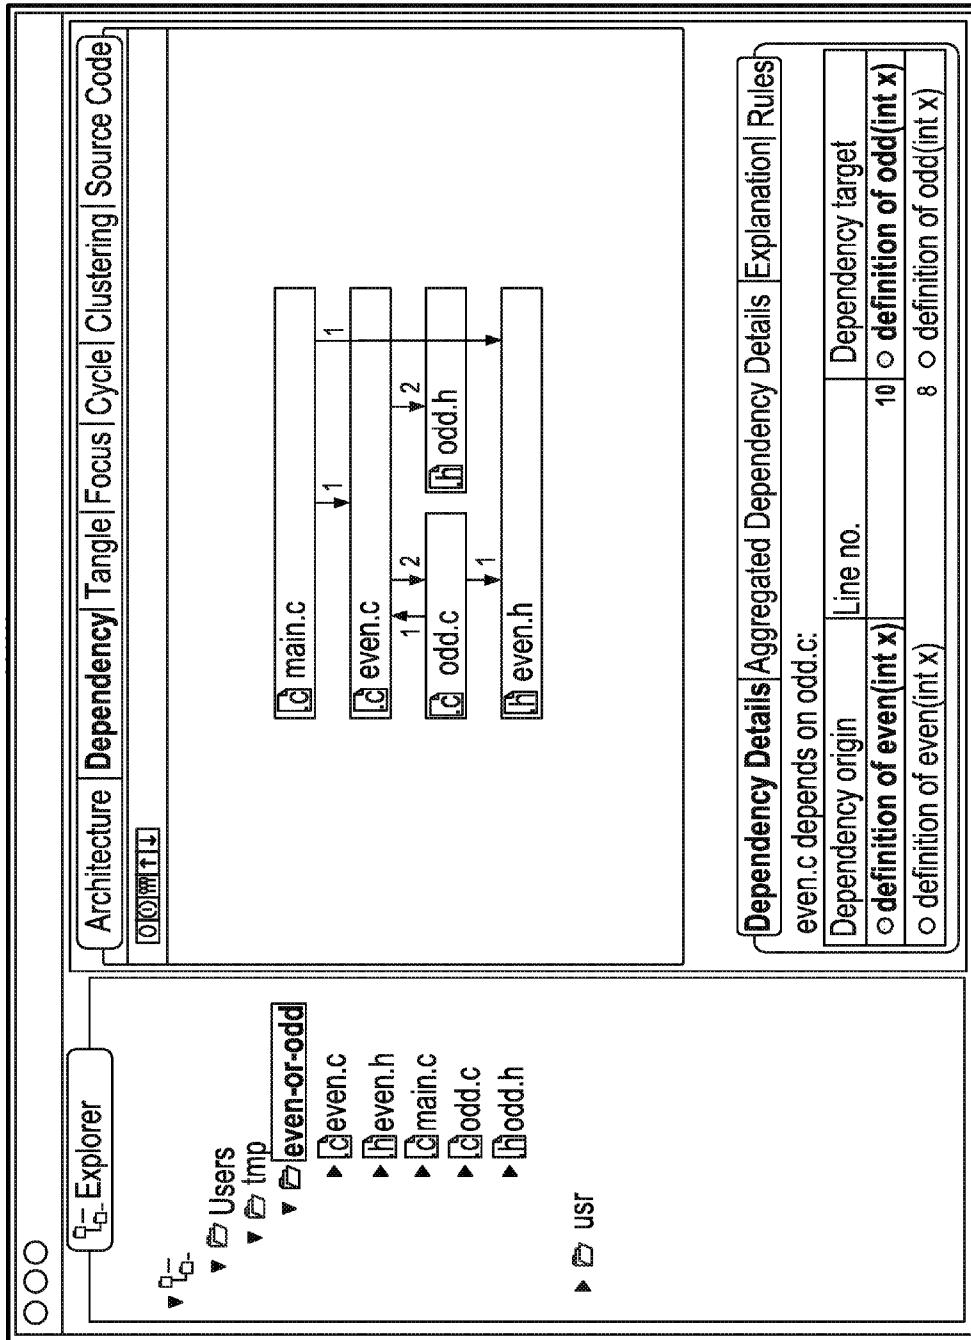 Explorer
Users
tmp
even-or-odd
.c even.c
.h even.h
.c main.c
.c odd.c
.h odd.h
usr
Architecture | Dependency | Tangle | Focus | Cycle | Clustering | Source Code
.c main.c
1
1
.c even.c
1
2
2
.c odd.c
.h odd.h
1
.h even.h
Dependency Details | Aggregated Dependency Details | Explanation | Rules
even.c depends on odd.c:
Dependency origin Line no. Dependency target
definition of even(int x) 10 definition of odd(int x)
definition of even(int x) 8 definition of odd(int x)